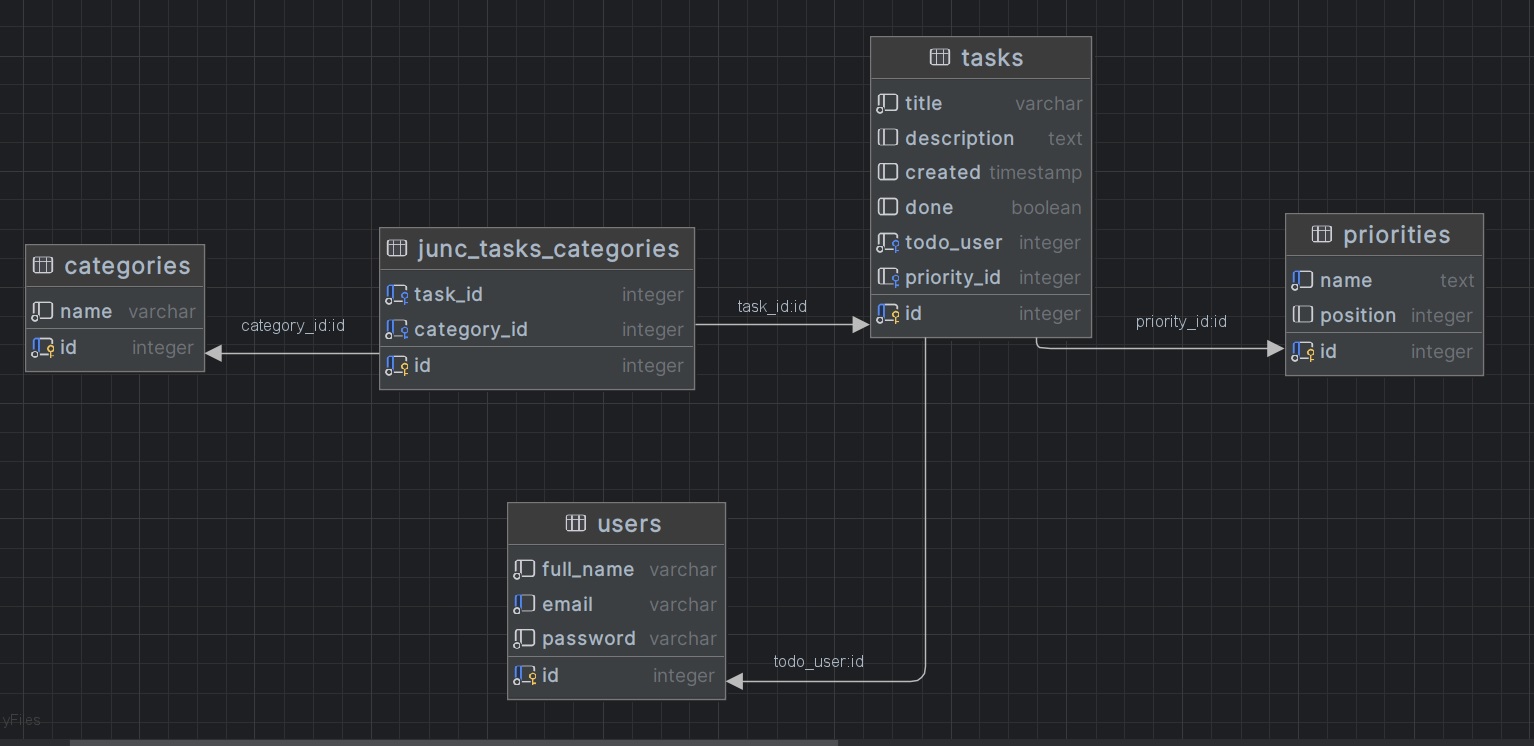 tasks
title varchar
description text
created timestamp
done boolean
todo_user integer
priority_id integer
id integer
priorities
name text
position integer
id integer
categories
name varchar
id integer
junc_tasks_categories
task_id integer
category_id integer
id integer
category_id:id
task_id:id
priority_id:id
users
full_name varchar
email varchar
password varchar
id integer
todo_user:id
yFiles